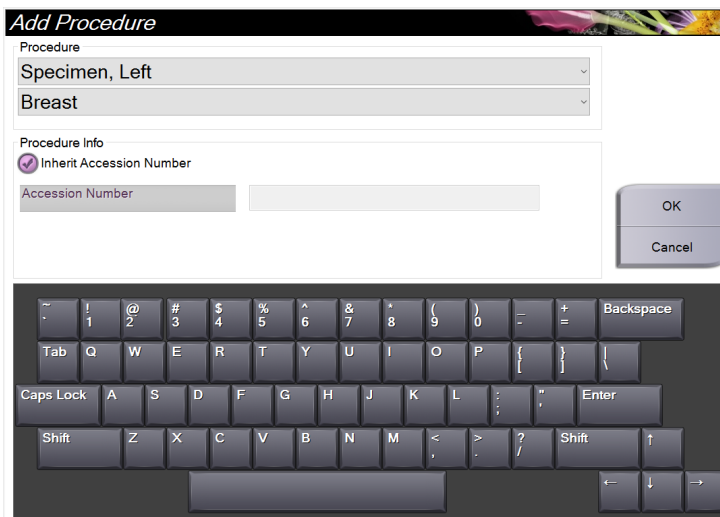 Add Procedure
Procedure
Specimen, Left
Breast
Procedure Info
Inherit Accession Number
Accession Number
OK
Cancel
~ ! @ # $ % ^ & * ( ) _ + Backspace
` 1 2 3 4 5 6 7 8 9 0 - =
Tab Q W E R T Y U I O P { } |
[ ] \
Caps Lock A S D F G H J K L : " Enter
; '
Shift Z X C V B N M < > ? Shift ↑
, . /
← ↓ →